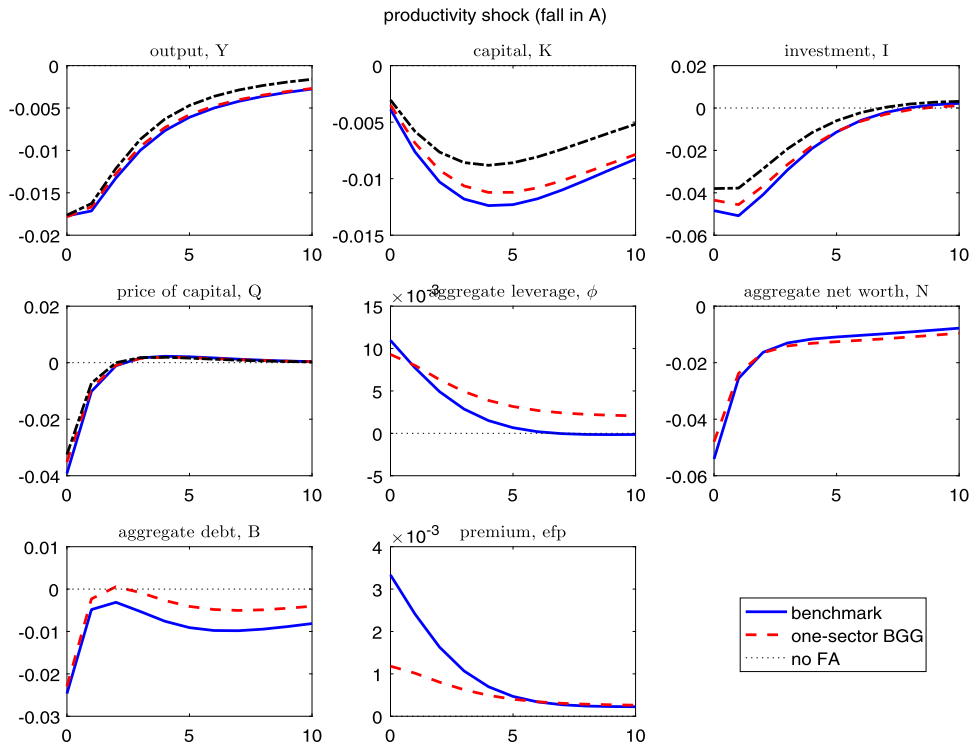 productivity shock (fall in A)
output, Y
0
-0.005
-0.01
-0.015
-0.02
0 5 10
capital, K
0
-0.005
-0.01
-0.015
0 5 10
investment, I
0.02
0
-0.02
-0.04
-0.06
0 5 10
price of capital, Q
0.02
0
-0.02
-0.04
0 5 10
×10-3
aggregate leverage, ϕ
15
10
5
0
-5
0 5 10
aggregate net worth, N
0
-0.02
-0.04
-0.06
0 5 10
aggregate debt, B
0.01
0
-0.01
-0.02
-0.03
0 5 10
premium, efp
×10-3
4
3
2
1
0
0 5 10
benchmark
one-sector BGG
no FA